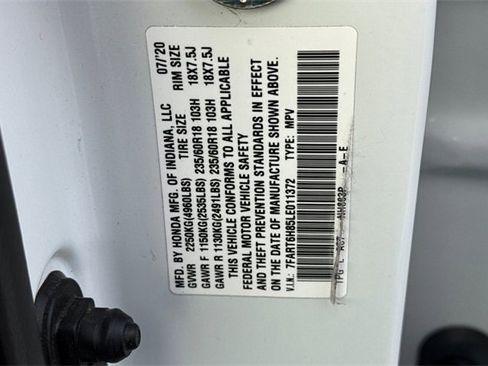 MFD. BY HONDA MFG. OF INDIANA, LLC 07/'20
GVWR 2250KG(4960LBS) TIRE SIZE RIM SIZE
GAWR F 1150KG(2535LBS) 235/60R18 103H 18X7.5J
GAWR R 1130KG(2491LBS) 235/60R18 103H 18X7.5J
THIS VEHICLE CONFORMS TO ALL APPLICABLE
FEDERAL MOTOR VEHICLE SAFETY
AND THEFT PREVENTION STANDARDS IN EFFECT
ON THE DATE OF MANUFACTURE SHOWN ABOVE.
V.I.N.: 7FART6H85LE011372 TYPE: MPV
TPG L NH883P -A-E